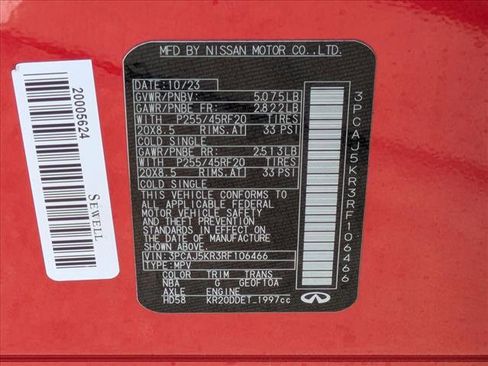 MFD BY NISSAN MOTOR CO.,LTD.
DATE: 10/23
GVWR/PNBV 5,075LB
GAWR/PNBE FR: 2,822LB
WITH P255/45RF20 TIRES
20X8.5 RIMS,AT 33 PSI
COLD SINGLE
GAWR/PNBE RR: 2,513LB
WITH P255/45RF20 TIRES
20X8.5 RIMS,AT 33 PSI
COLD SINGLE
THIS VEHICLE CONFORMS TO
ALL APPLICABLE FEDERAL
MOTOR VEHICLE SAFETY
AND THEFT PREVENTION
STANDARDS IN EFFECT ON
THE DATE OF MANUFACTURE
SHOWN ABOVE.
VIN: 3PCAJ5KR3RF106466
TYPE: MPV
COLOR TRIM TRANS
NBA G GE0F10A
AXLE ENGINE
HD58 KR20DDET 1997cc
3PCAJ5KR3RF106466
INFINITI
20005624
SEWELL